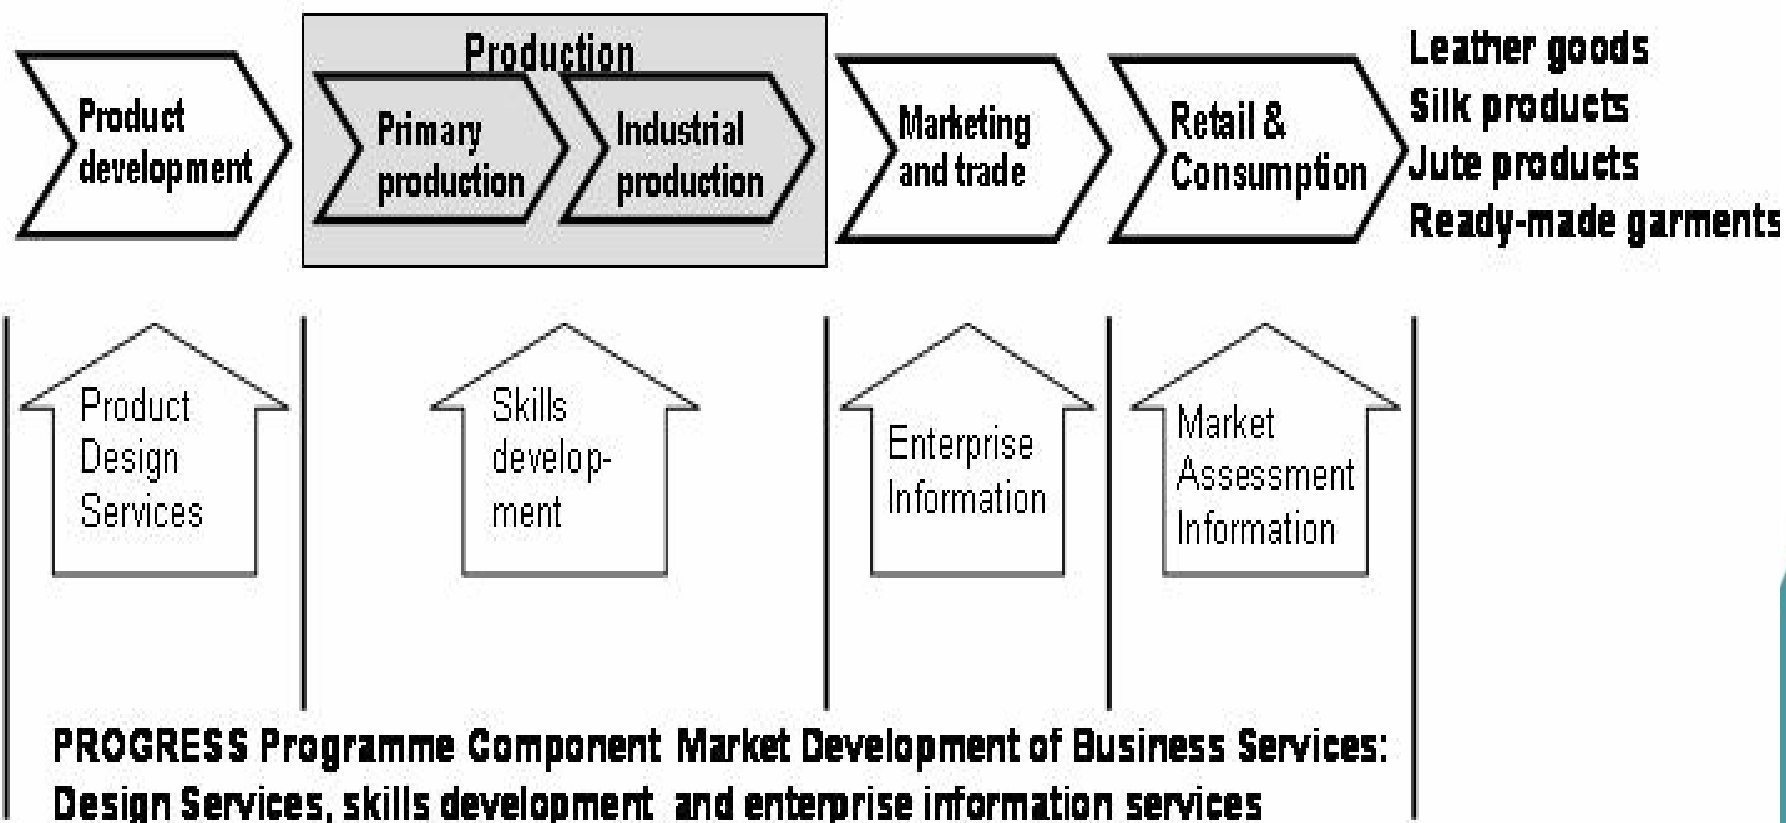 Production
Product
development
Primary
production
Industrial
production
Marketing
and trade
Retail &
Consumption
Leather goods
Silk products
Jute products
Ready-made garments
Product
Design
Services
Skills
develop-
ment
Enterprise
Information
Market
Assessment
Information
PROGRESS Programme Component Market Development of Business Services:
Design Services, skills development and enterprise information services